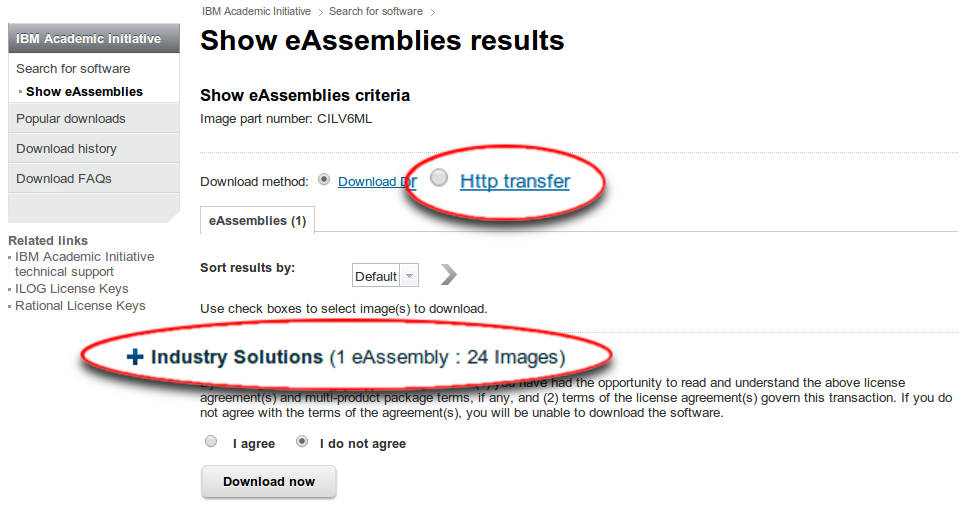 IBM Academic Initiative > Search for software >
Show eAssemblies results
IBM Academic Initiative
Search for software
Show eAssemblies
Popular downloads
Download history
Download FAQs
Related links
IBM Academic Initiative
technical support
ILOG License Keys
Rational License Keys
Show eAssemblies criteria
Image part number: CILV6ML
Download method: Download Dr Http transfer
eAssemblies (1)
Sort results by: Default
Use check boxes to select image(s) to download.
+ Industry Solutions (1 eAssembly : 24 Images)
you have had the opportunity to read and understand the above license
agreement(s) and multi-product package terms, if any, and (2) terms of the license agreement(s) govern this transaction. If you do
not agree with the terms of the agreement(s), you will be unable to download the software.
I agree I do not agree
Download now